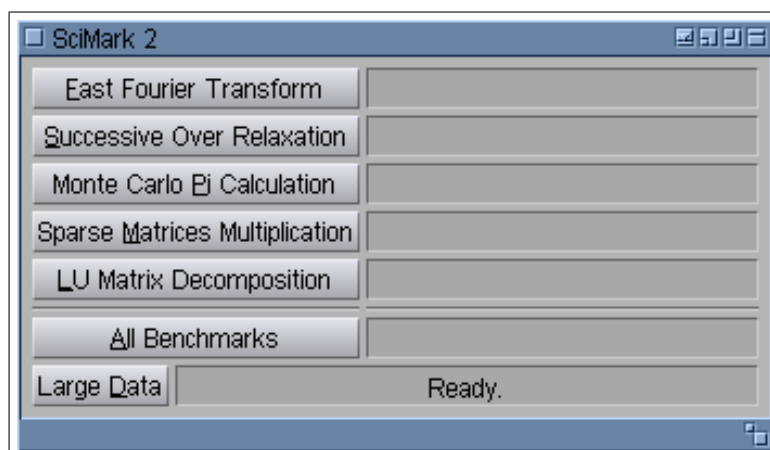 SciMark 2
Fast Fourier Transform
Successive Over Relaxation
Monte Carlo Pi Calculation
Sparse Matrices Multiplication
LU Matrix Decomposition
All Benchmarks
Large Data
Ready.